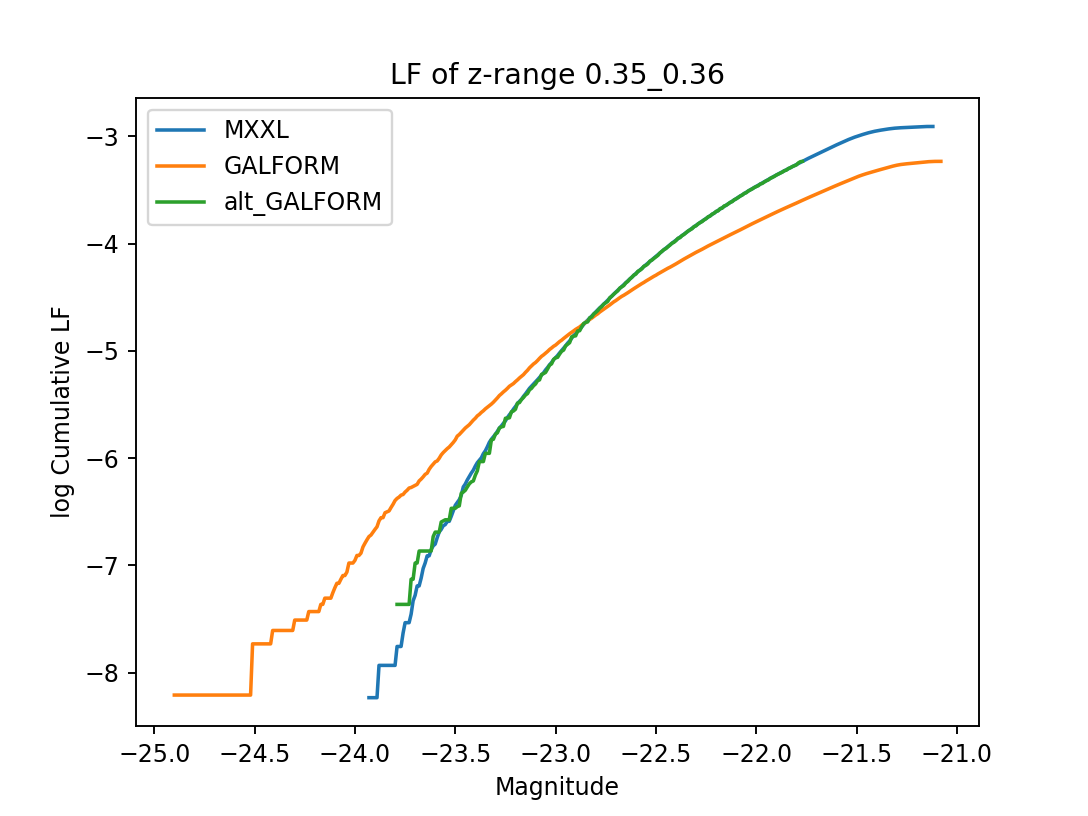 LF of z-range 0.35_0.36
MXXL
GALFORM
alt_GALFORM
log Cumulative LF
−3
−4
−5
−6
−7
−8
−25.0 −24.5 −24.0 −23.5 −23.0 −22.5 −22.0 −21.5 −21.0
Magnitude